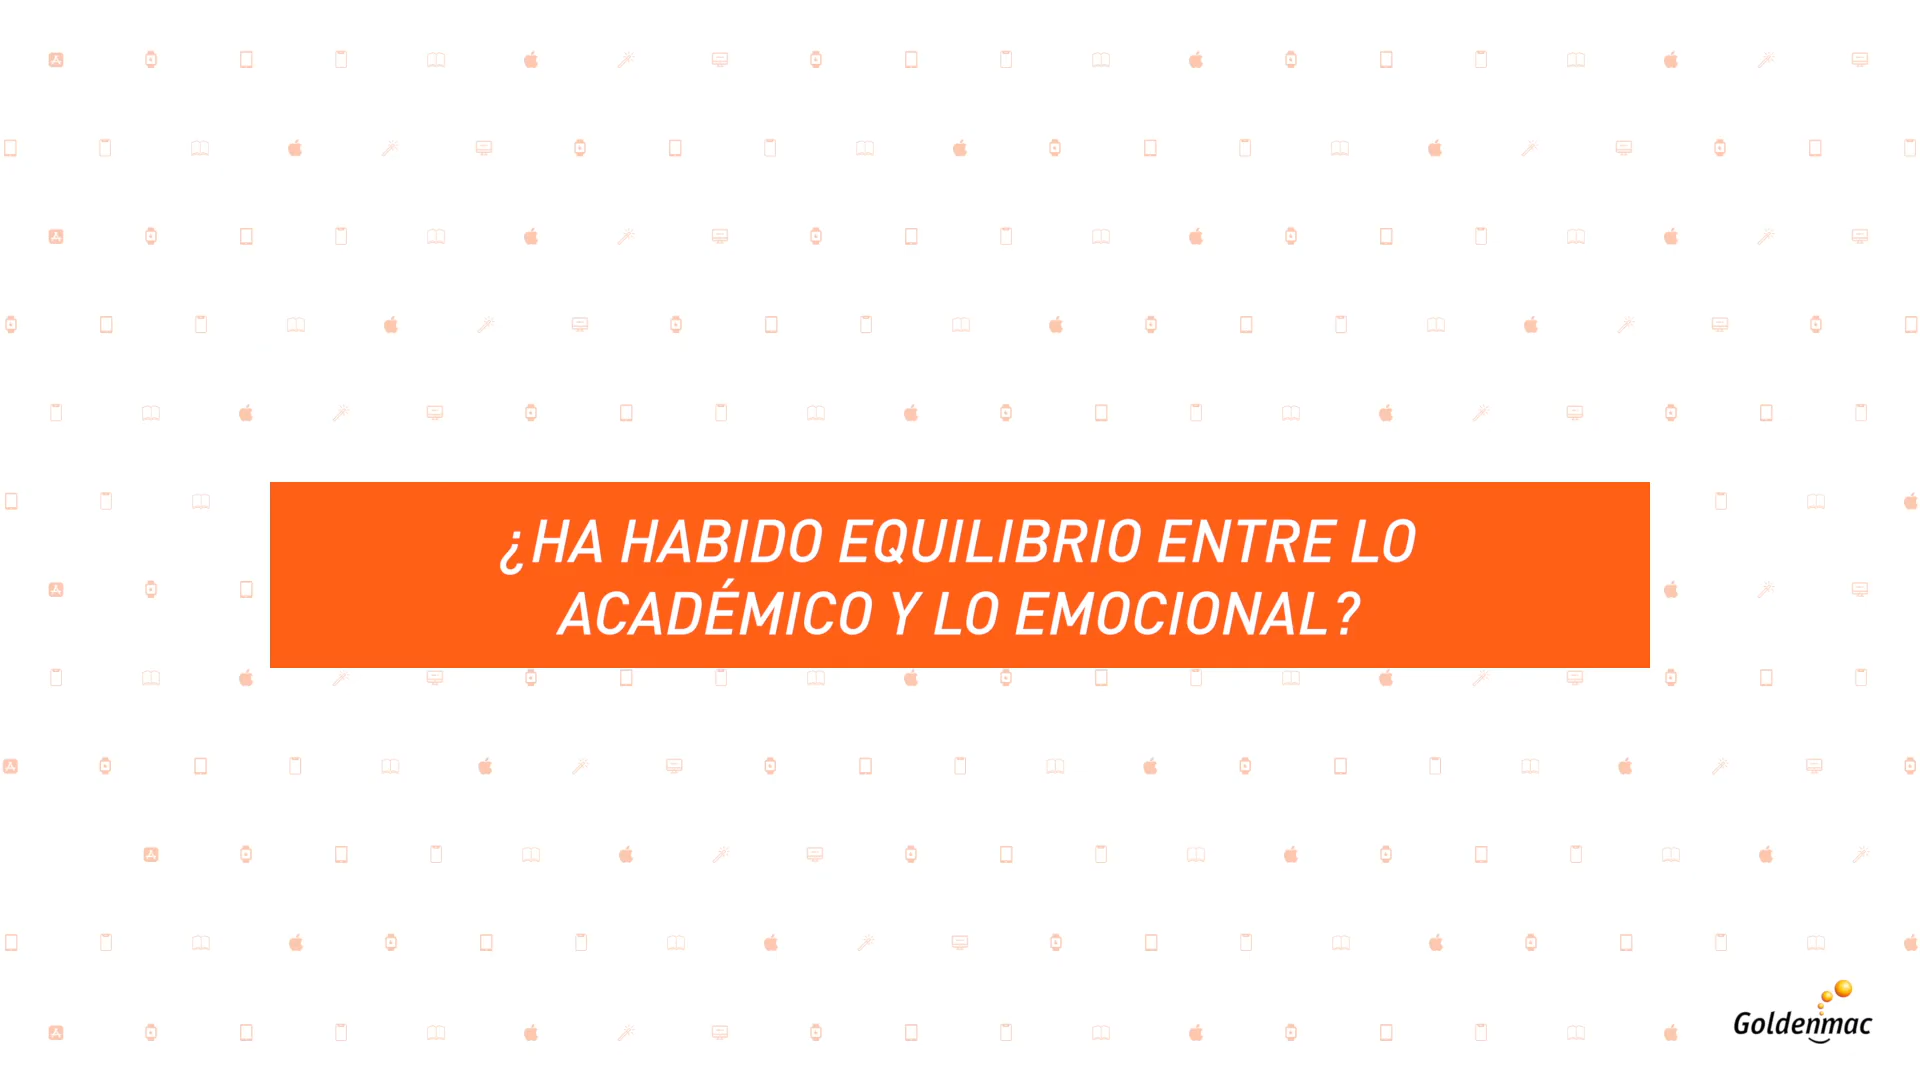 ¿HA HABIDO EQUILIBRIO ENTRE LO
ACADÉMICO Y LO EMOCIONAL?
Goldenmac